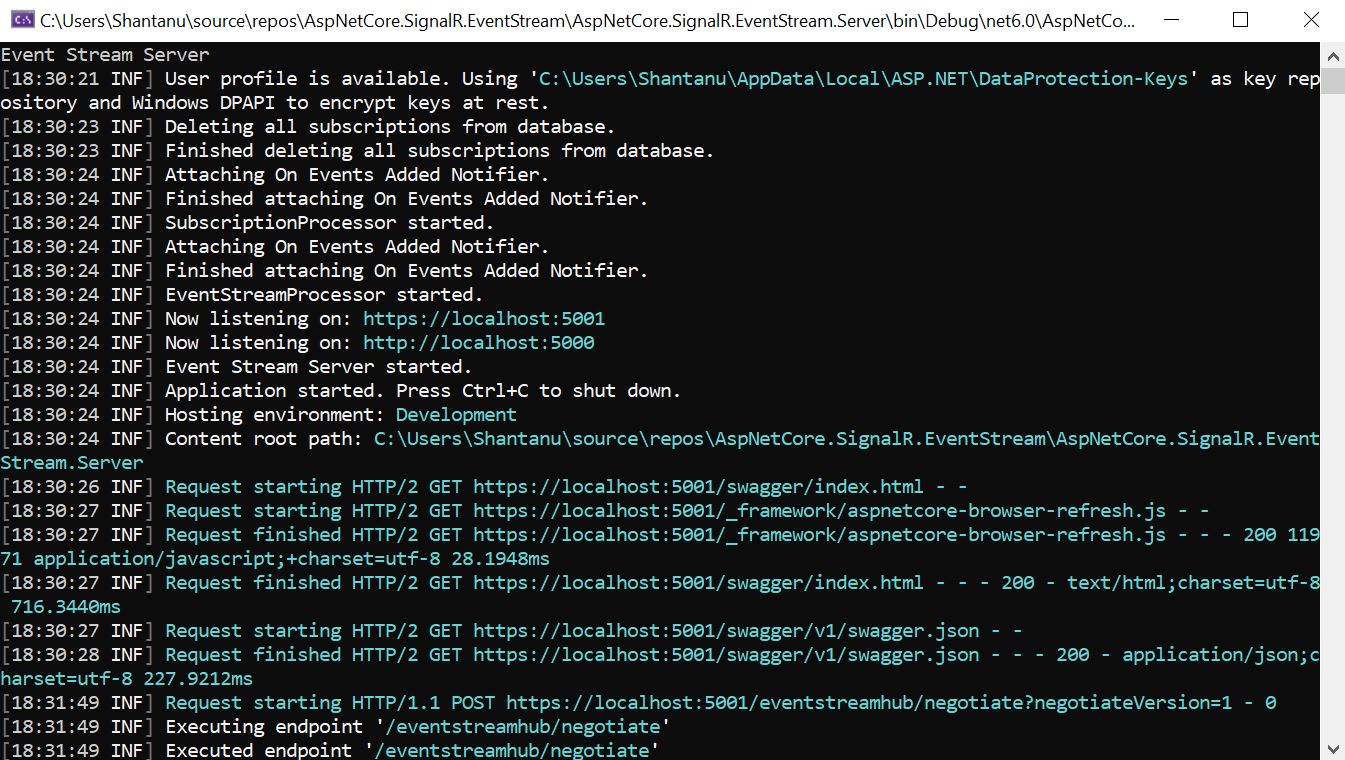 C:\Users\Shantanu\source\repos\AspNetCore.SignalR.EventStream\AspNetCore.SignalR.EventStream.Server\bin\Debug\net6.0\AspNetCo...
Event Stream Server
[18:30:21 INF] User profile is available. Using 'C:\Users\Shantanu\AppData\Local\ASP.NET\DataProtection-Keys' as key rep
ository and Windows DPAPI to encrypt keys at rest.
[18:30:23 INF] Deleting all subscriptions from database.
[18:30:23 INF] Finished deleting all subscriptions from database.
[18:30:24 INF] Attaching On Events Added Notifier.
[18:30:24 INF] Finished attaching On Events Added Notifier.
[18:30:24 INF] SubscriptionProcessor started.
[18:30:24 INF] Attaching On Events Added Notifier.
[18:30:24 INF] Finished attaching On Events Added Notifier.
[18:30:24 INF] EventStreamProcessor started.
[18:30:24 INF] Now listening on: https://localhost:5001
[18:30:24 INF] Now listening on: http://localhost:5000
[18:30:24 INF] Event Stream Server started.
[18:30:24 INF] Application started. Press Ctrl+C to shut down.
[18:30:24 INF] Hosting environment: Development
[18:30:24 INF] Content root path: C:\Users\Shantanu\source\repos\AspNetCore.SignalR.EventStream\AspNetCore.SignalR.Event
Stream.Server
[18:30:26 INF] Request starting HTTP/2 GET https://localhost:5001/swagger/index.html - -
[18:30:27 INF] Request starting HTTP/2 GET https://localhost:5001/_framework/aspnetcore-browser-refresh.js - -
[18:30:27 INF] Request finished HTTP/2 GET https://localhost:5001/_framework/aspnetcore-browser-refresh.js - - - 200 119
71 application/javascript;+charset=utf-8 28.1948ms
[18:30:27 INF] Request finished HTTP/2 GET https://localhost:5001/swagger/index.html - - - 200 - text/html;charset=utf-8
 716.3440ms
[18:30:27 INF] Request starting HTTP/2 GET https://localhost:5001/swagger/v1/swagger.json - -
[18:30:28 INF] Request finished HTTP/2 GET https://localhost:5001/swagger/v1/swagger.json - - - 200 - application/json;c
harset=utf-8 227.9212ms
[18:31:49 INF] Request starting HTTP/1.1 POST https://localhost:5001/eventstreamhub/negotiate?negotiateVersion=1 - 0
[18:31:49 INF] Executing endpoint '/eventstreamhub/negotiate'
[18:31:49 INF] Executed endpoint '/eventstreamhub/negotiate'